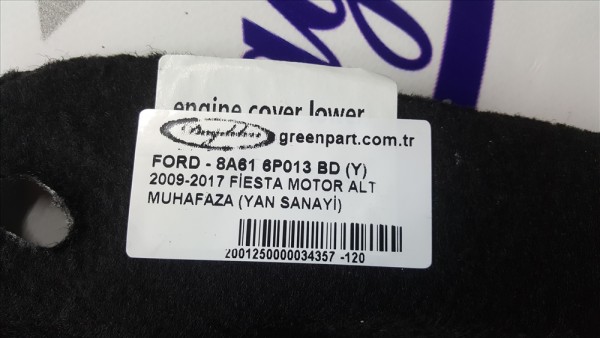 engine cover lower
greenpart.com.tr
FORD - 8A61 6P013 BD (Y)
2009-2017 FİESTA MOTOR ALT
MUHAFAZA (YAN SANAYİ)
2001250000034357 -120